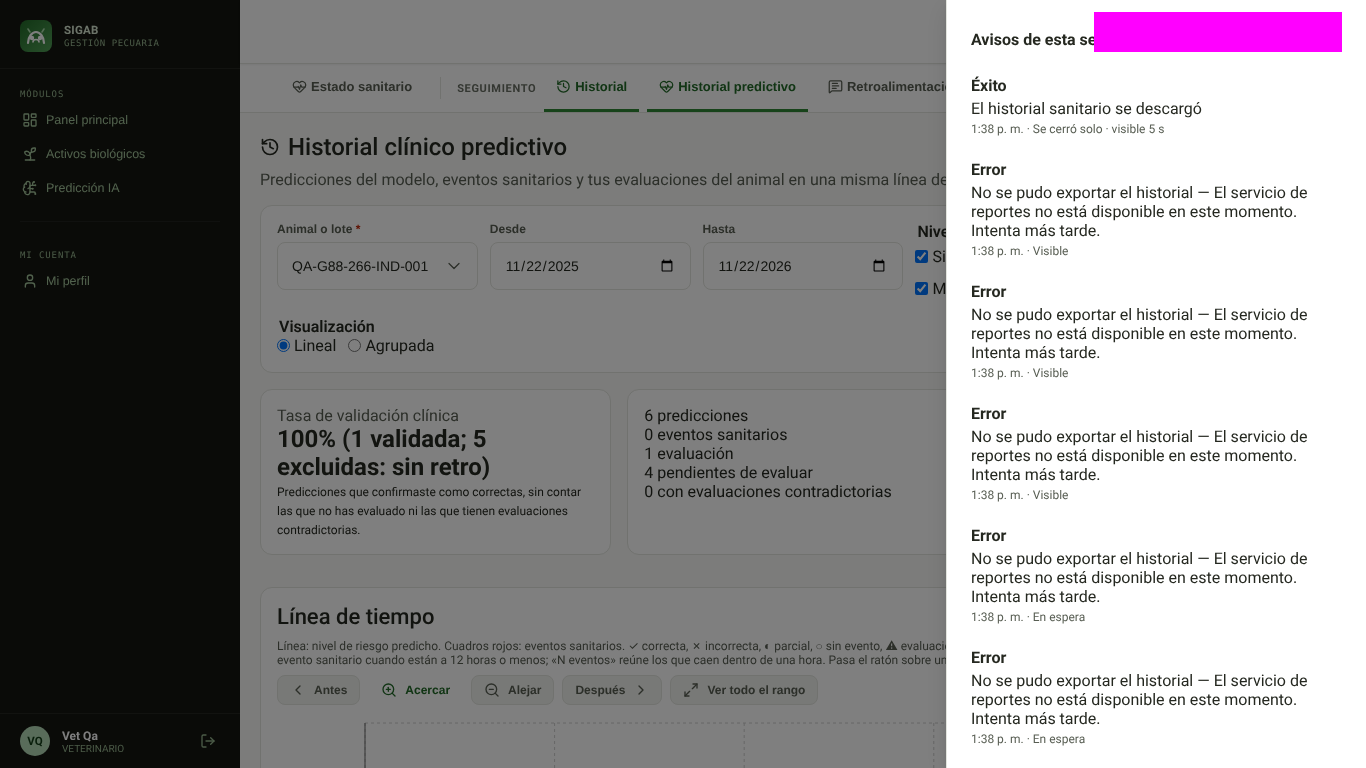 SIGAB
GESTIÓN PECUARIA
MÓDULOS
Panel principal
Activos biológicos
Predicción IA
MI CUENTA
Mi perfil
VQ
Vet Qa
VETERINARIO
Estado sanitario
SEGUIMIENTO
Historial
Historial predictivo
Retroalimentaci
Historial clínico predictivo
Predicciones del modelo, eventos sanitarios y tus evaluaciones del animal en una misma línea de
Animal o lote *
QA-G88-266-IND-001
Desde
11/22/2025
Hasta
11/22/2026
Nive
Si
M
Visualización
Lineal
Agrupada
Tasa de validación clínica
100% (1 validada; 5
excluidas: sin retro)
Predicciones que confirmaste como correctas, sin contar
las que no has evaluado ni las que tienen evaluaciones
contradictorias.
6 predicciones
0 eventos sanitarios
1 evaluación
4 pendientes de evaluar
0 con evaluaciones contradictorias
Línea de tiempo
Línea: nivel de riesgo predicho. Cuadros rojos: eventos sanitarios. ✓ correcta, × incorrecta, ◐ parcial, ○ sin evento, ⚠ evaluaci
evento sanitario cuando están a 12 horas o menos; «N eventos» reúne los que caen dentro de una hora. Pasa el ratón sobre un
Antes
Acercar
Alejar
Después
Ver todo el rango
Avisos de esta se
Éxito
El historial sanitario se descargó
1:38 p. m. · Se cerró solo · visible 5 s
Error
No se pudo exportar el historial — El servicio de
reportes no está disponible en este momento.
Intenta más tarde.
1:38 p. m. · Visible
Error
No se pudo exportar el historial — El servicio de
reportes no está disponible en este momento.
Intenta más tarde.
1:38 p. m. · Visible
Error
No se pudo exportar el historial — El servicio de
reportes no está disponible en este momento.
Intenta más tarde.
1:38 p. m. · Visible
Error
No se pudo exportar el historial — El servicio de
reportes no está disponible en este momento.
Intenta más tarde.
1:38 p. m. · En espera
Error
No se pudo exportar el historial — El servicio de
reportes no está disponible en este momento.
Intenta más tarde.
1:38 p. m. · En espera